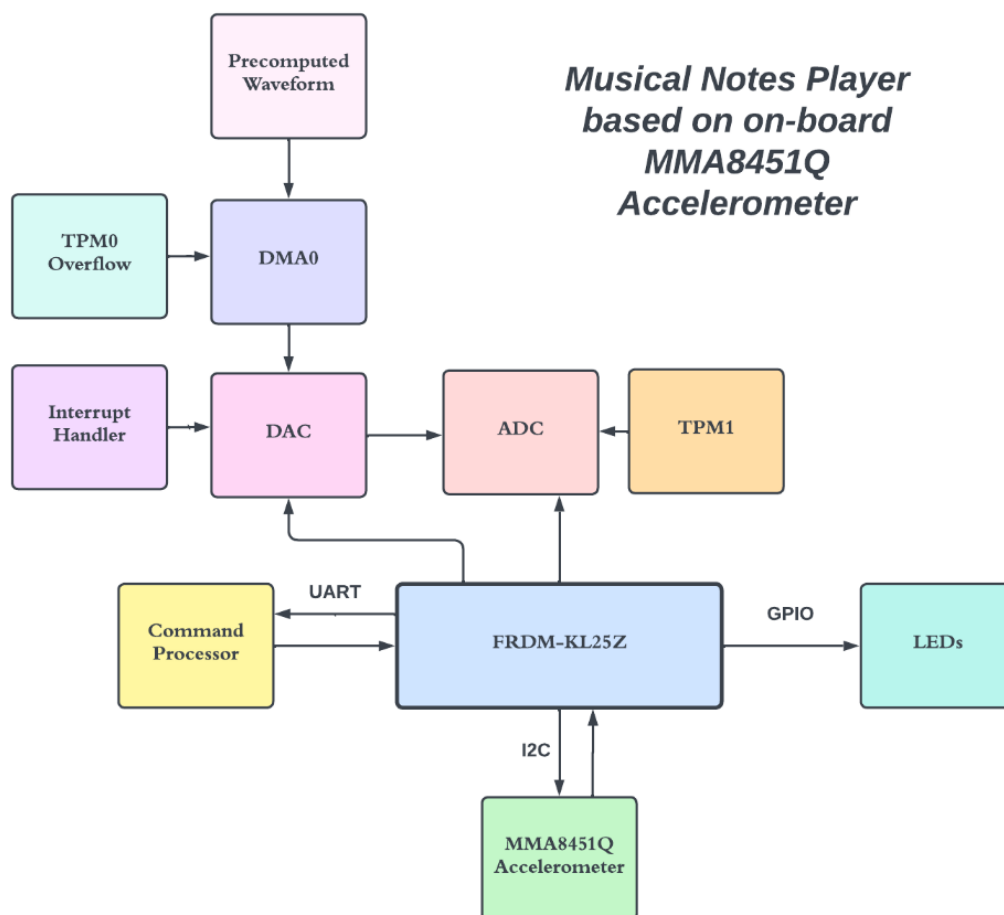 Precomputed
Waveform
Musical Notes Player
based on on-board
MMA8451Q
Accelerometer
TPM0
Overflow
DMA0
Interrupt
Handler
DAC
ADC
TPM1
UART
Command
Processor
FRDM-KL25Z
GPIO
LEDs
I2C
MMA8451Q
Accelerometer